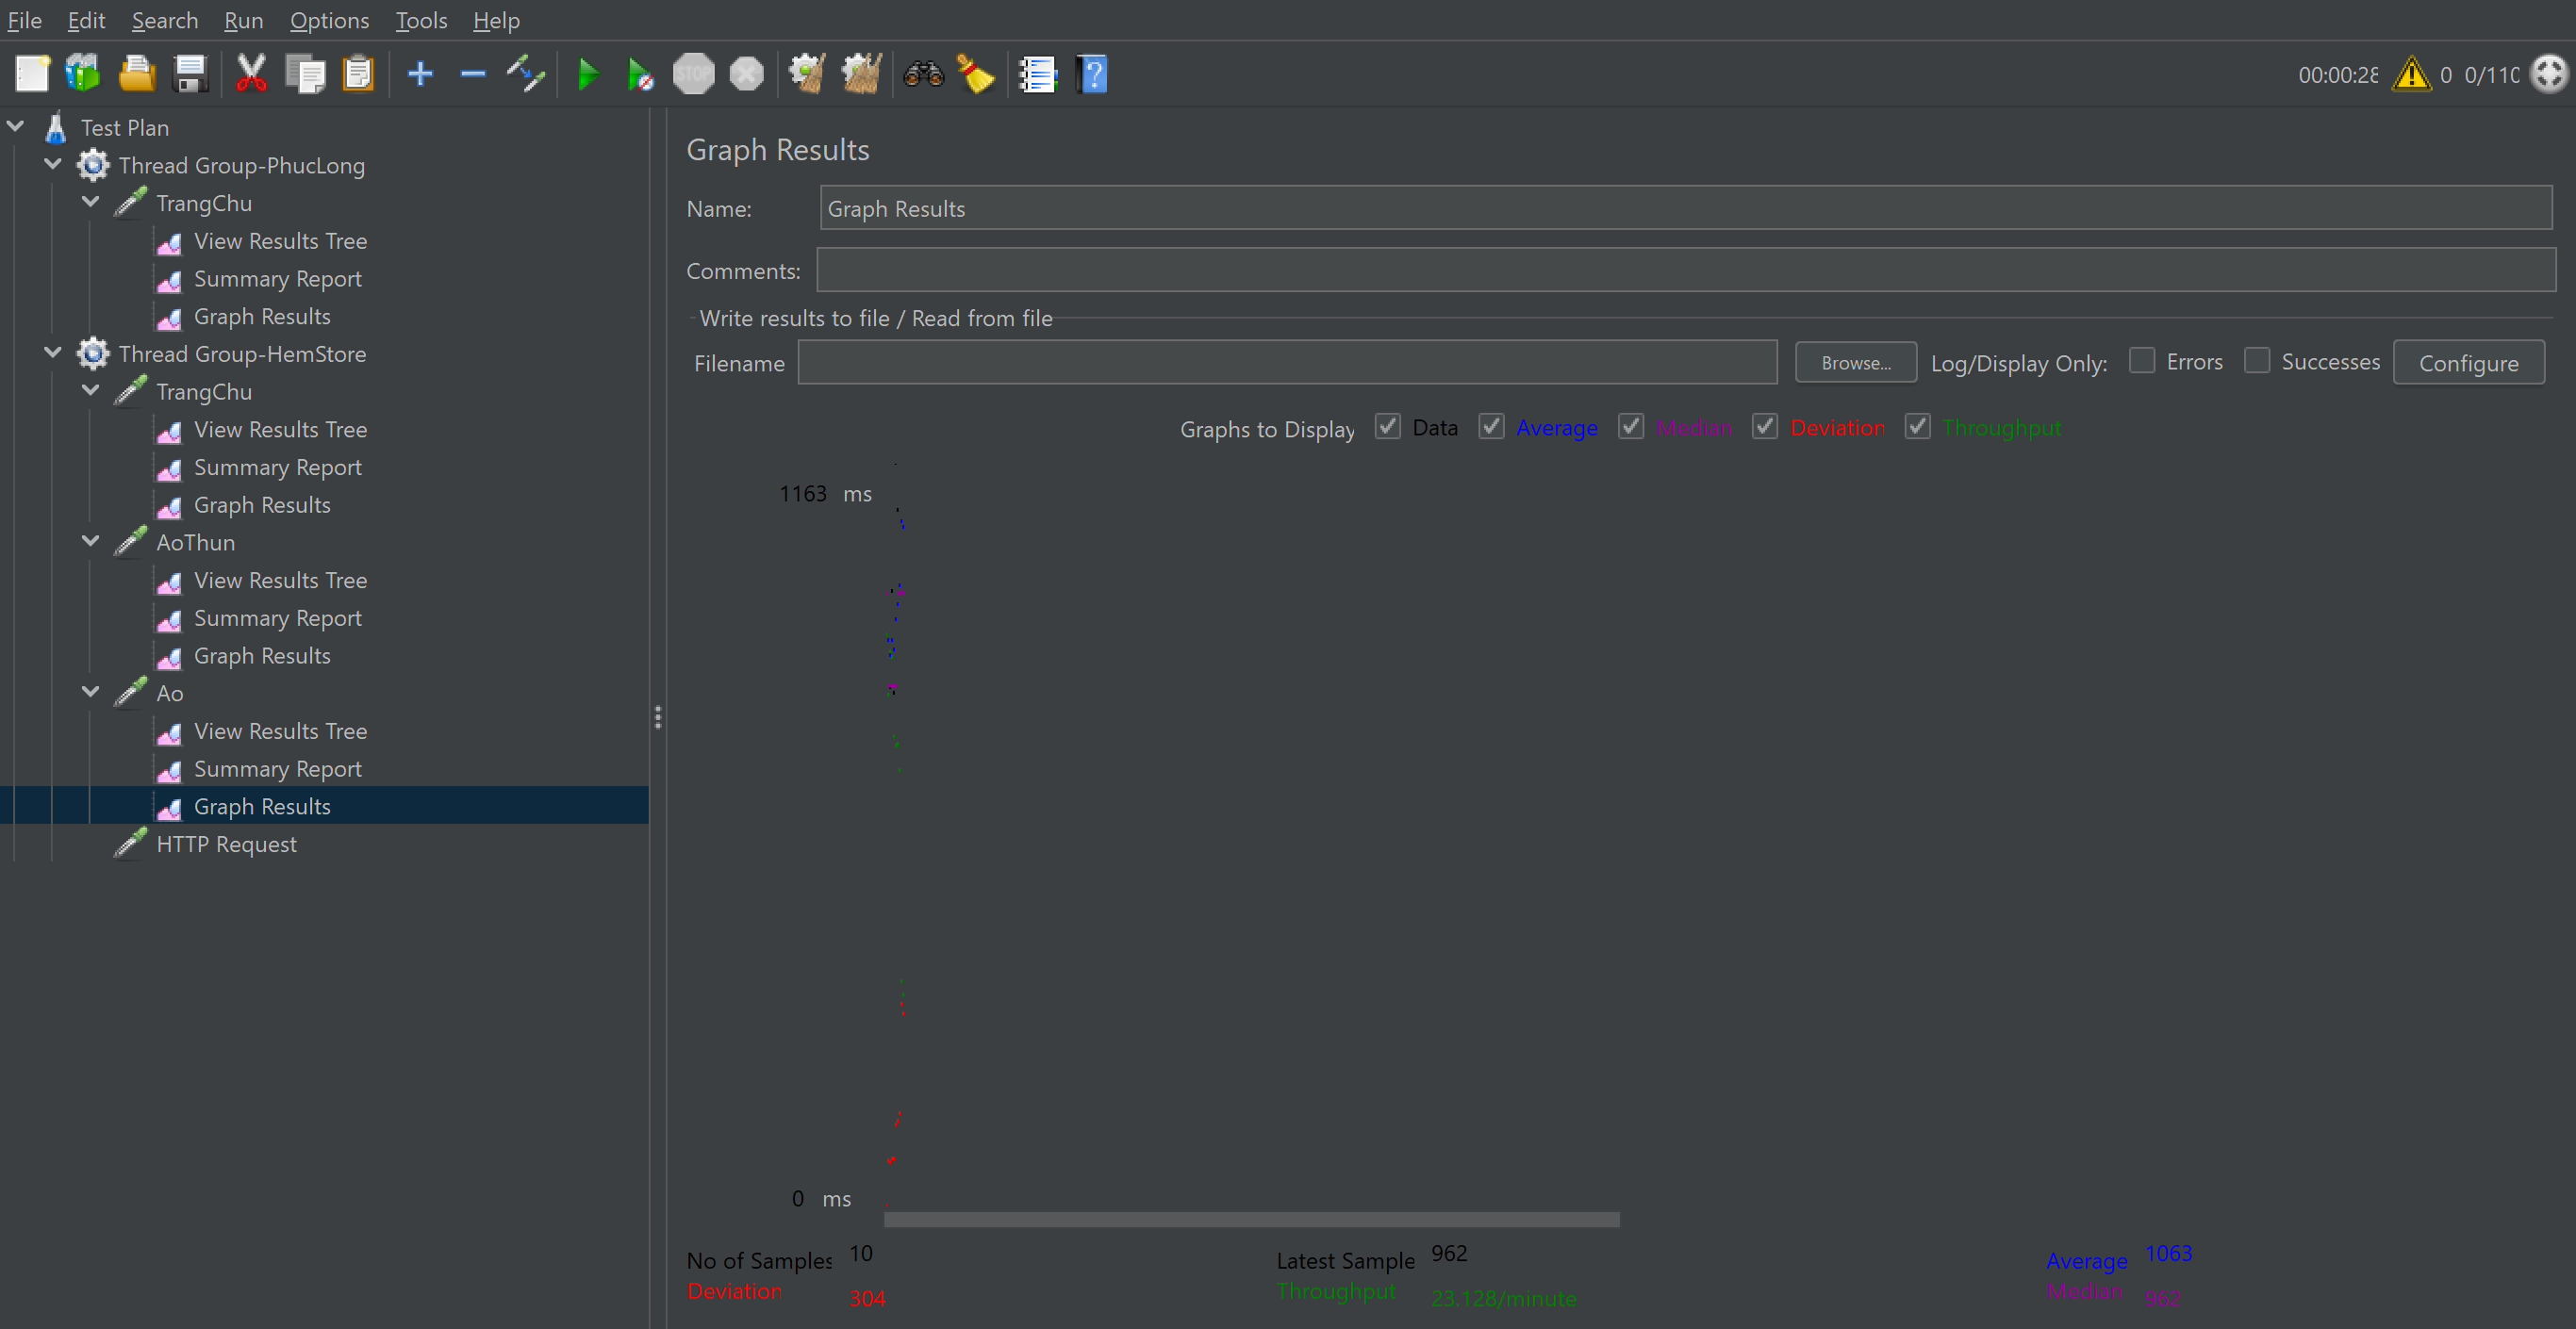 File Edit Search Run Options Tools Help
STOP
00:00:28 0 0/110
Test Plan
Thread Group-PhucLong
TrangChu
View Results Tree
Summary Report
Graph Results
Thread Group-HemStore
TrangChu
View Results Tree
Summary Report
Graph Results
AoThun
View Results Tree
Summary Report
Graph Results
Ao
View Results Tree
Summary Report
Graph Results
HTTP Request
Graph Results
Name: Graph Results
Comments:
Write results to file / Read from file
Filename Browse... Log/Display Only: Errors Successes Configure
Graphs to Display Data Average Median Deviation Throughput
1163 ms
0 ms
No of Samples 10 Latest Sample 962 Average 1063
Deviation 304 Throughput 23.128/minute Median 962